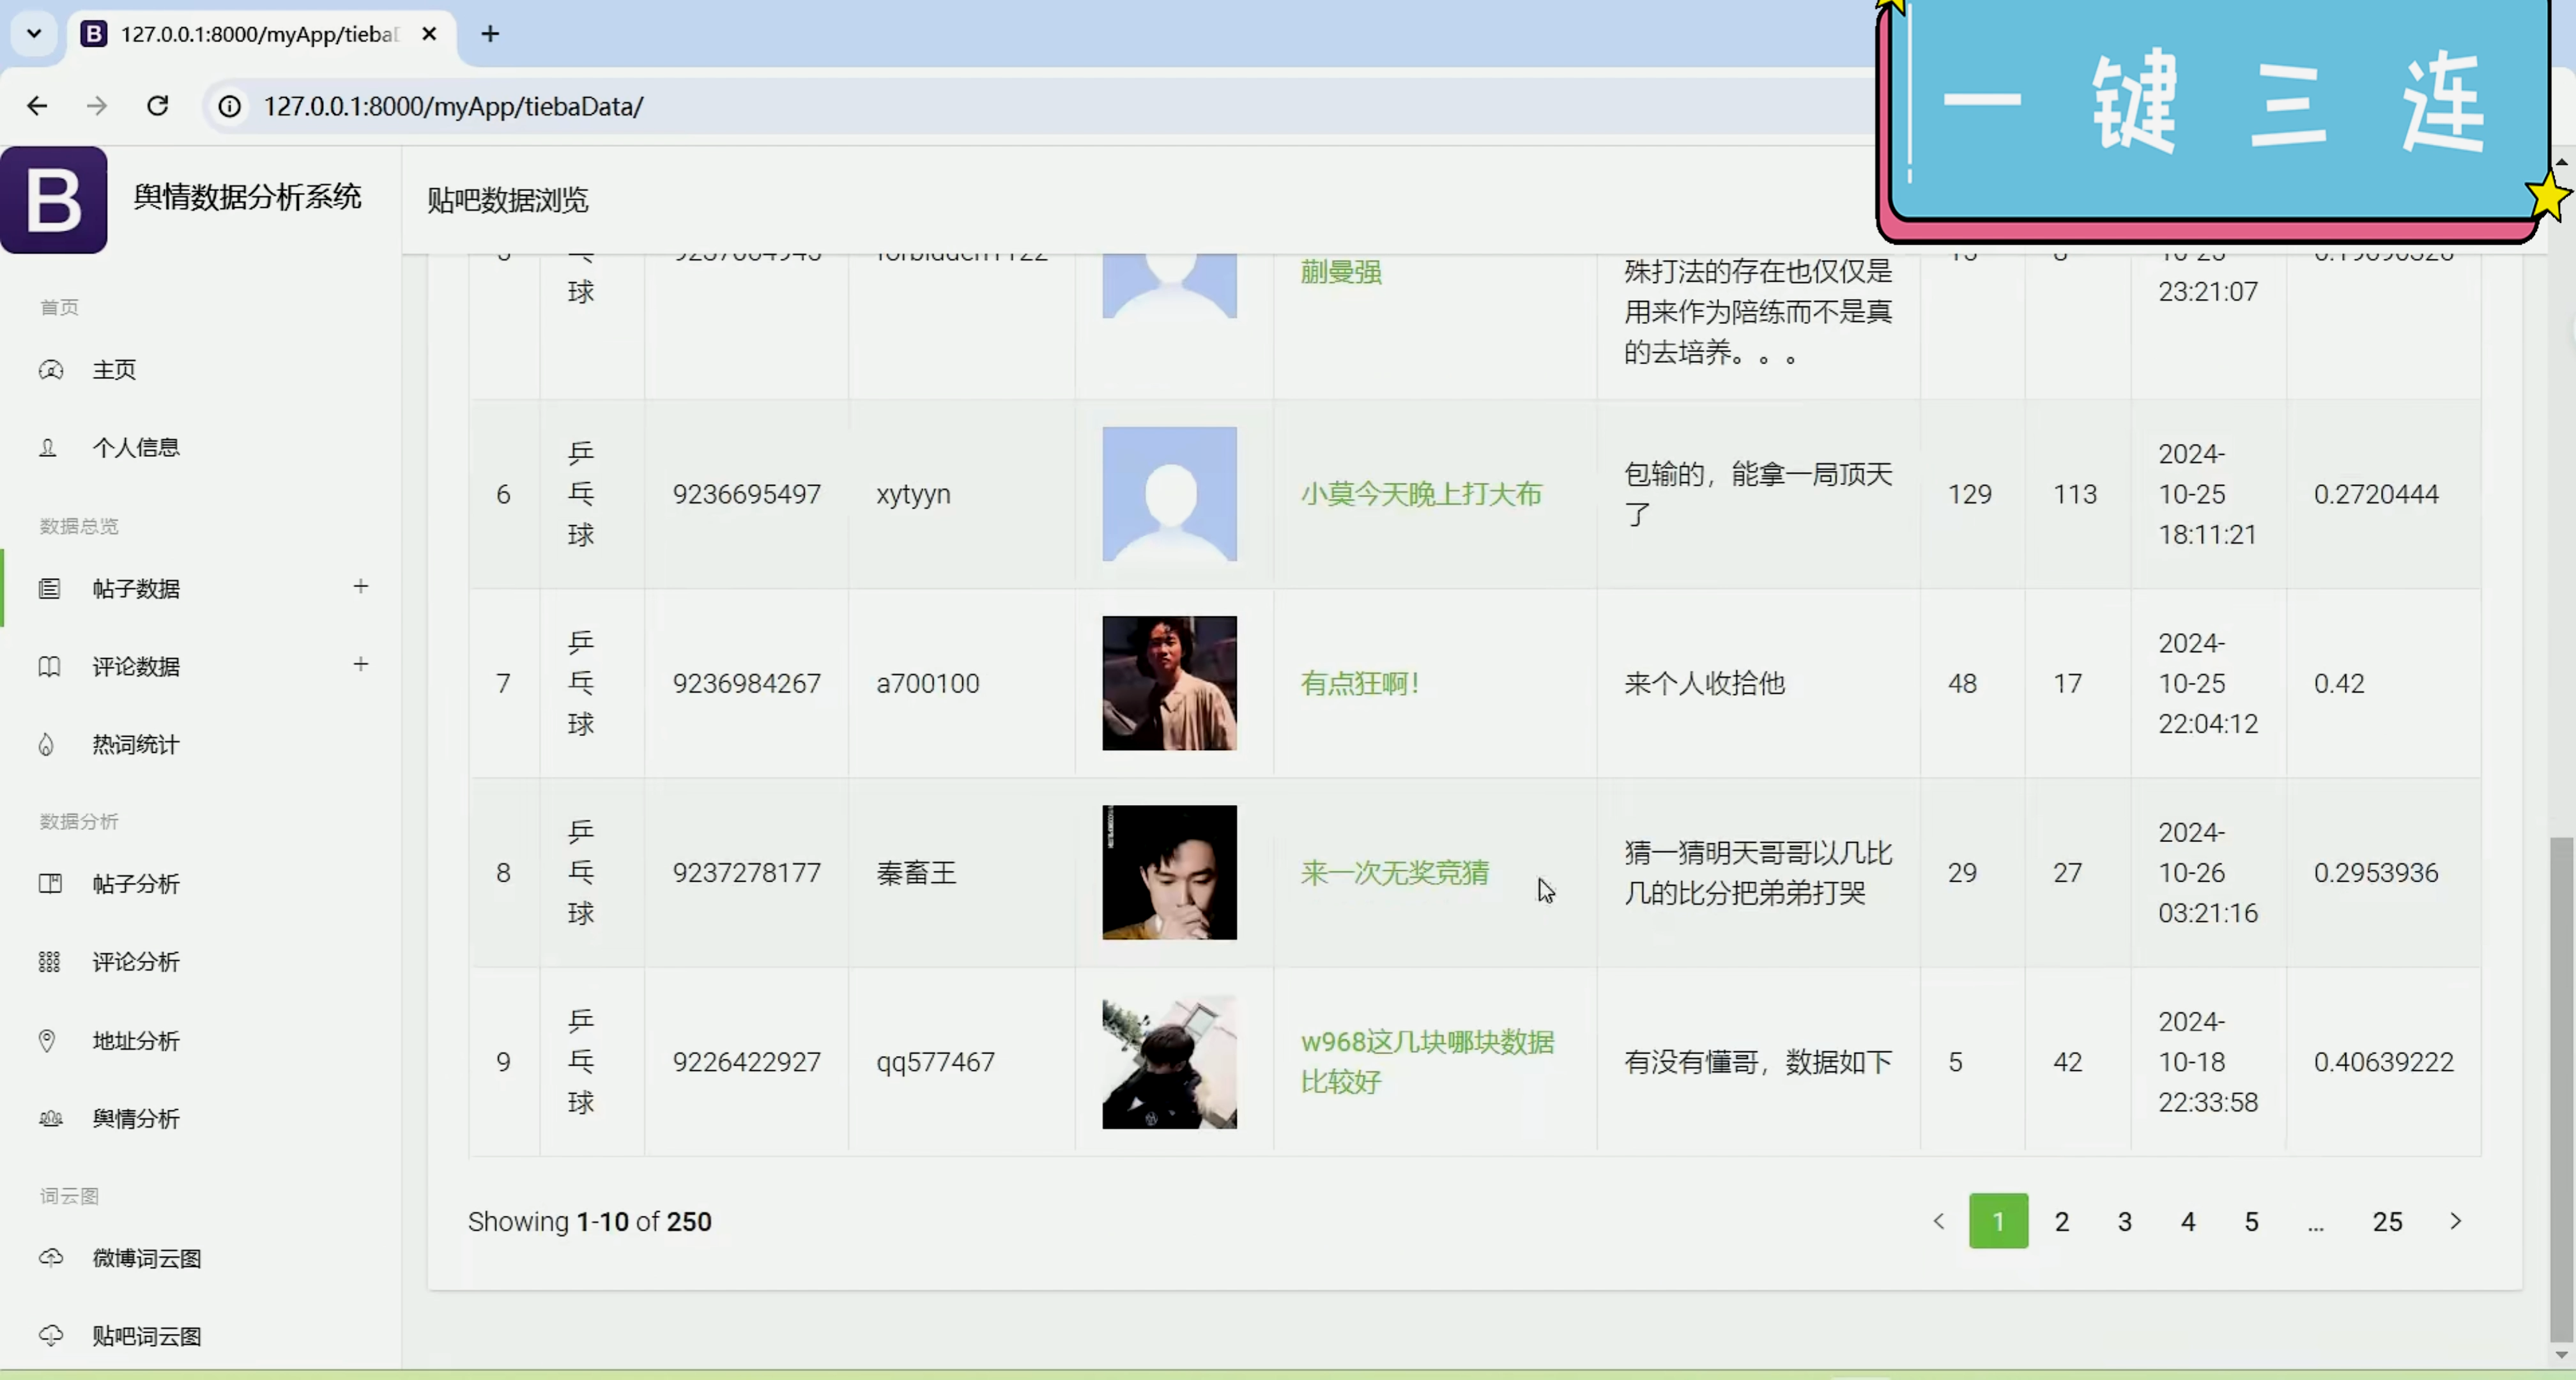 127.0.0.1:8000/myApp/tieba
127.0.0.1:8000/myApp/tiebaData/
一键三连
B
舆情数据分析系统
贴吧数据浏览
首页
主页
个人信息
数据总览
帖子数据 +
评论数据 +
热词统计
数据分析
帖子分析
评论分析
地址分析
舆情分析
词云图
微博词云图
贴吧词云图
球
蒯曼强
殊打法的存在也仅仅是
用来作为陪练而不是真
的去培养。。。
23:21:07
6
乒
乓
球
9236695497
xytyyn
小莫今天晚上打大布
包输的，能拿一局顶天
了
129
113
2024-
10-25
18:11:21
0.2720444
7
乒
乓
球
9236984267
a700100
有点狂啊！
来个人收拾他
48
17
2024-
10-25
22:04:12
0.42
8
乒
乓
球
9237278177
秦畜王
来一次无奖竞猜
猜一猜明天哥哥以几比
几的比分把弟弟打哭
29
27
2024-
10-26
03:21:16
0.2953936
9
乒
乓
球
9226422927
qq577467
w968这几块哪块数据
比较好
有没有懂哥，数据如下
5
42
2024-
10-18
22:33:58
0.40639222
Showing 1-10 of 250
1 2 3 4 5 ... 25